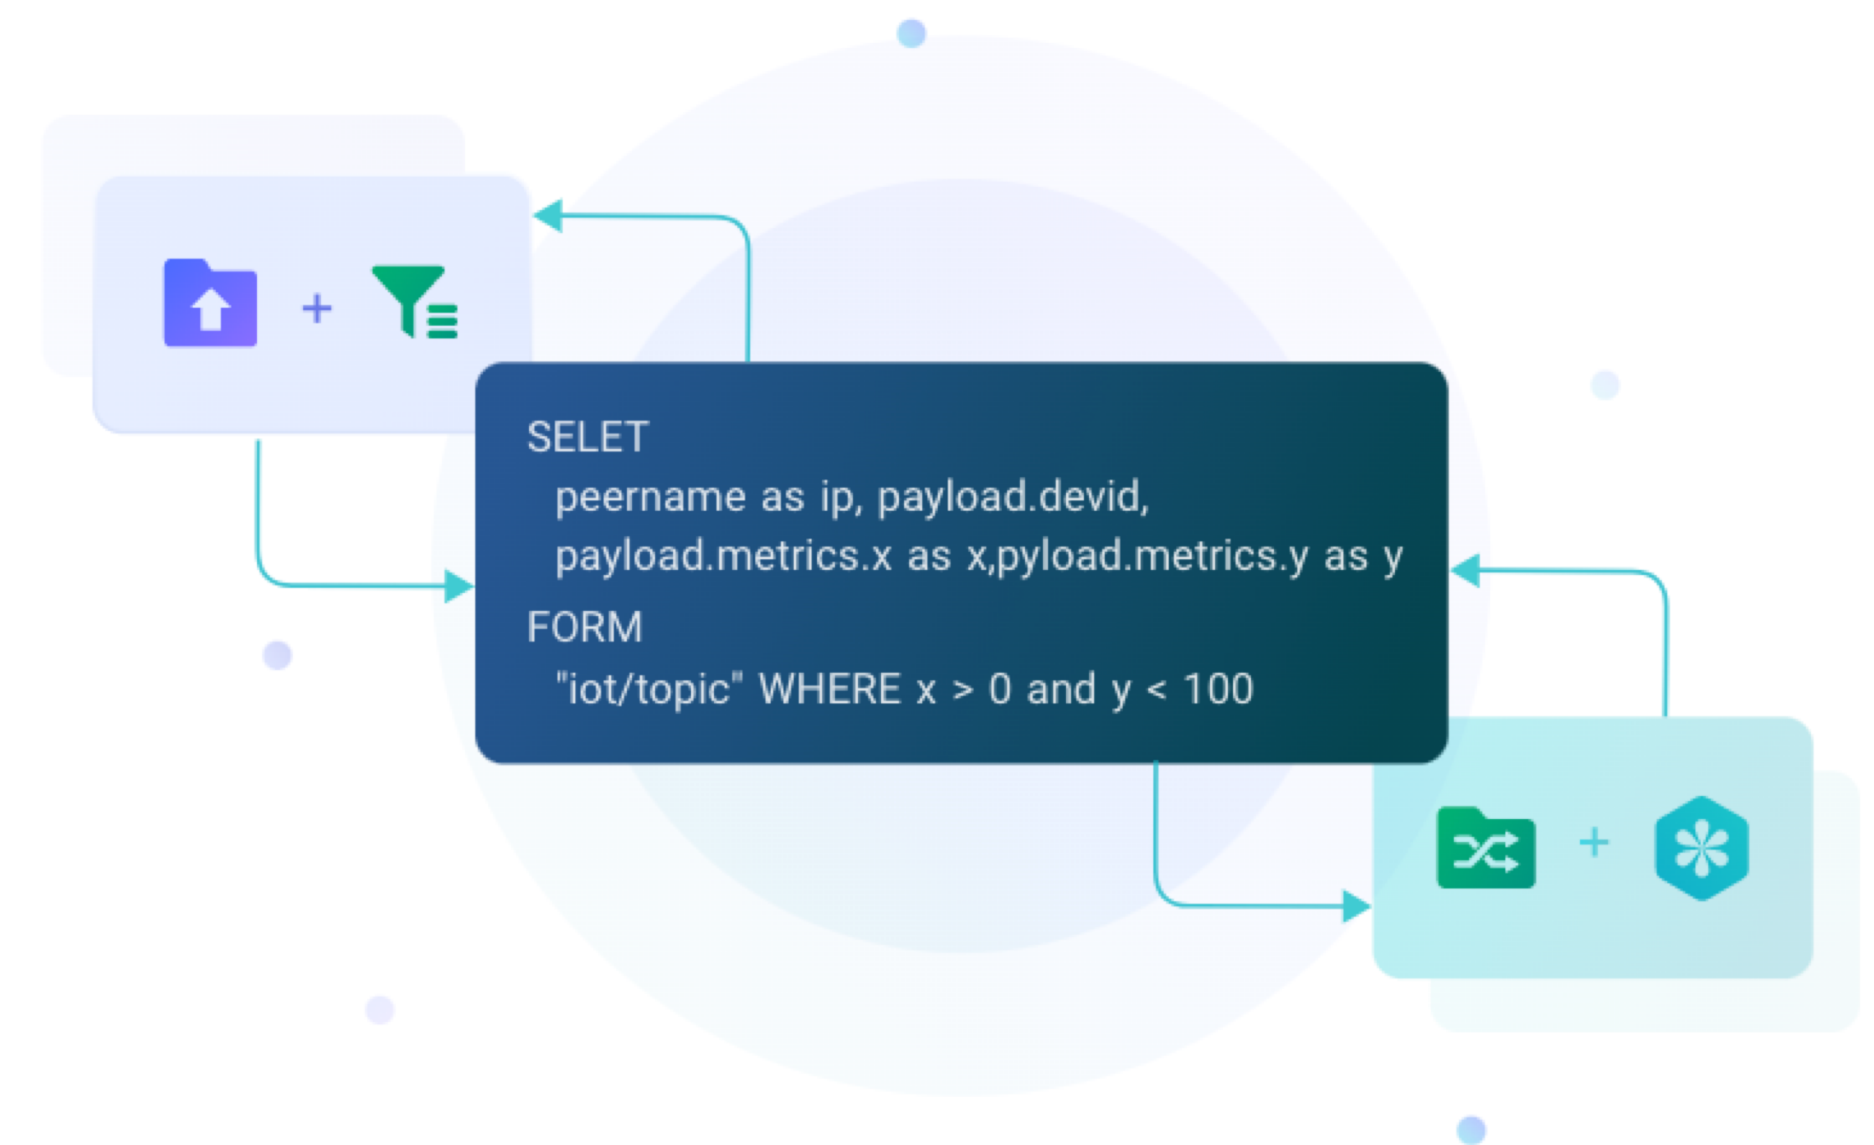 SELET
peername as ip, payload.devid,
payload.metrics.x as x,pyload.metrics.y as y
FORM
"iot/topic" WHERE x > 0 and y < 100